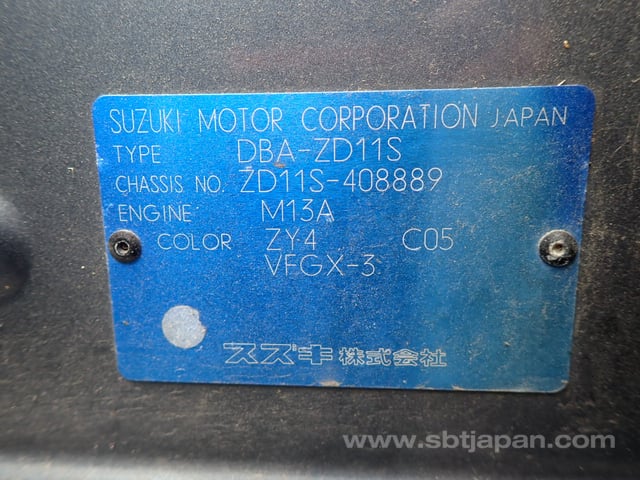 SUZUKI MOTOR CORPORATION JAPAN
TYPE DBA-ZD11S
CHASSIS NO. ZD11S-408889
ENGINE M13A
COLOR ZY4 C05
VFGX-3
スズキ株式会社
www.sbtjapan.com